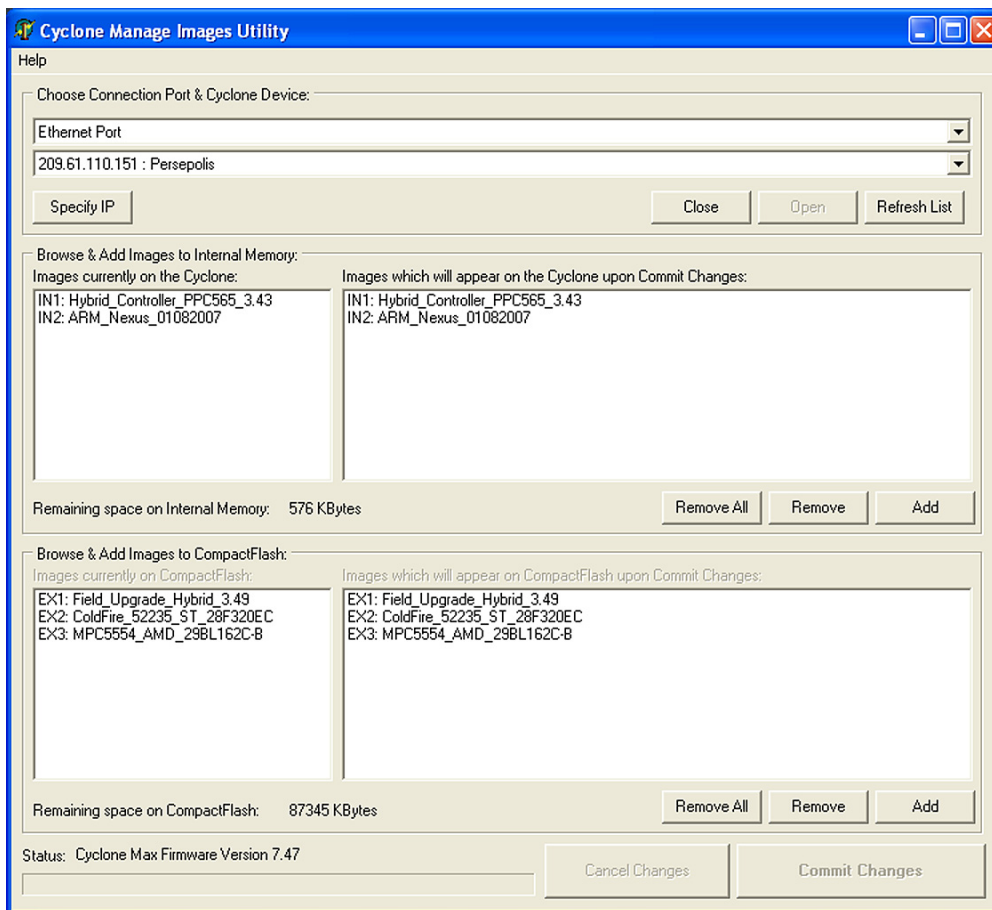 Cyclone Manage Images Utility
Help
Choose Connection Port & Cyclone Device:
Ethernet Port
209.61.110.151 : Persepolis
Specify IP
Close
Open
Refresh List
Browse & Add Images to Internal Memory:
Images currently on the Cyclone:
IN1: Hybrid_Controller_PPC565_3.43
IN2: ARM_Nexus_01082007
Images which will appear on the Cyclone upon Commit Changes:
IN1: Hybrid_Controller_PPC565_3.43
IN2: ARM_Nexus_01082007
Remaining space on Internal Memory: 576 KBytes
Remove All
Remove
Add
Browse & Add Images to CompactFlash:
Images currently on CompactFlash:
EX1: Field_Upgrade_Hybrid_3.49
EX2: ColdFire_52235_ST_28F320EC
EX3: MPC5554_AMD_29BL162C-B
Images which will appear on CompactFlash upon Commit Changes:
EX1: Field_Upgrade_Hybrid_3.49
EX2: ColdFire_52235_ST_28F320EC
EX3: MPC5554_AMD_29BL162C-B
Remaining space on CompactFlash: 87345 KBytes
Remove All
Remove
Add
Status: Cyclone Max Firmware Version 7.47
Cancel Changes
Commit Changes